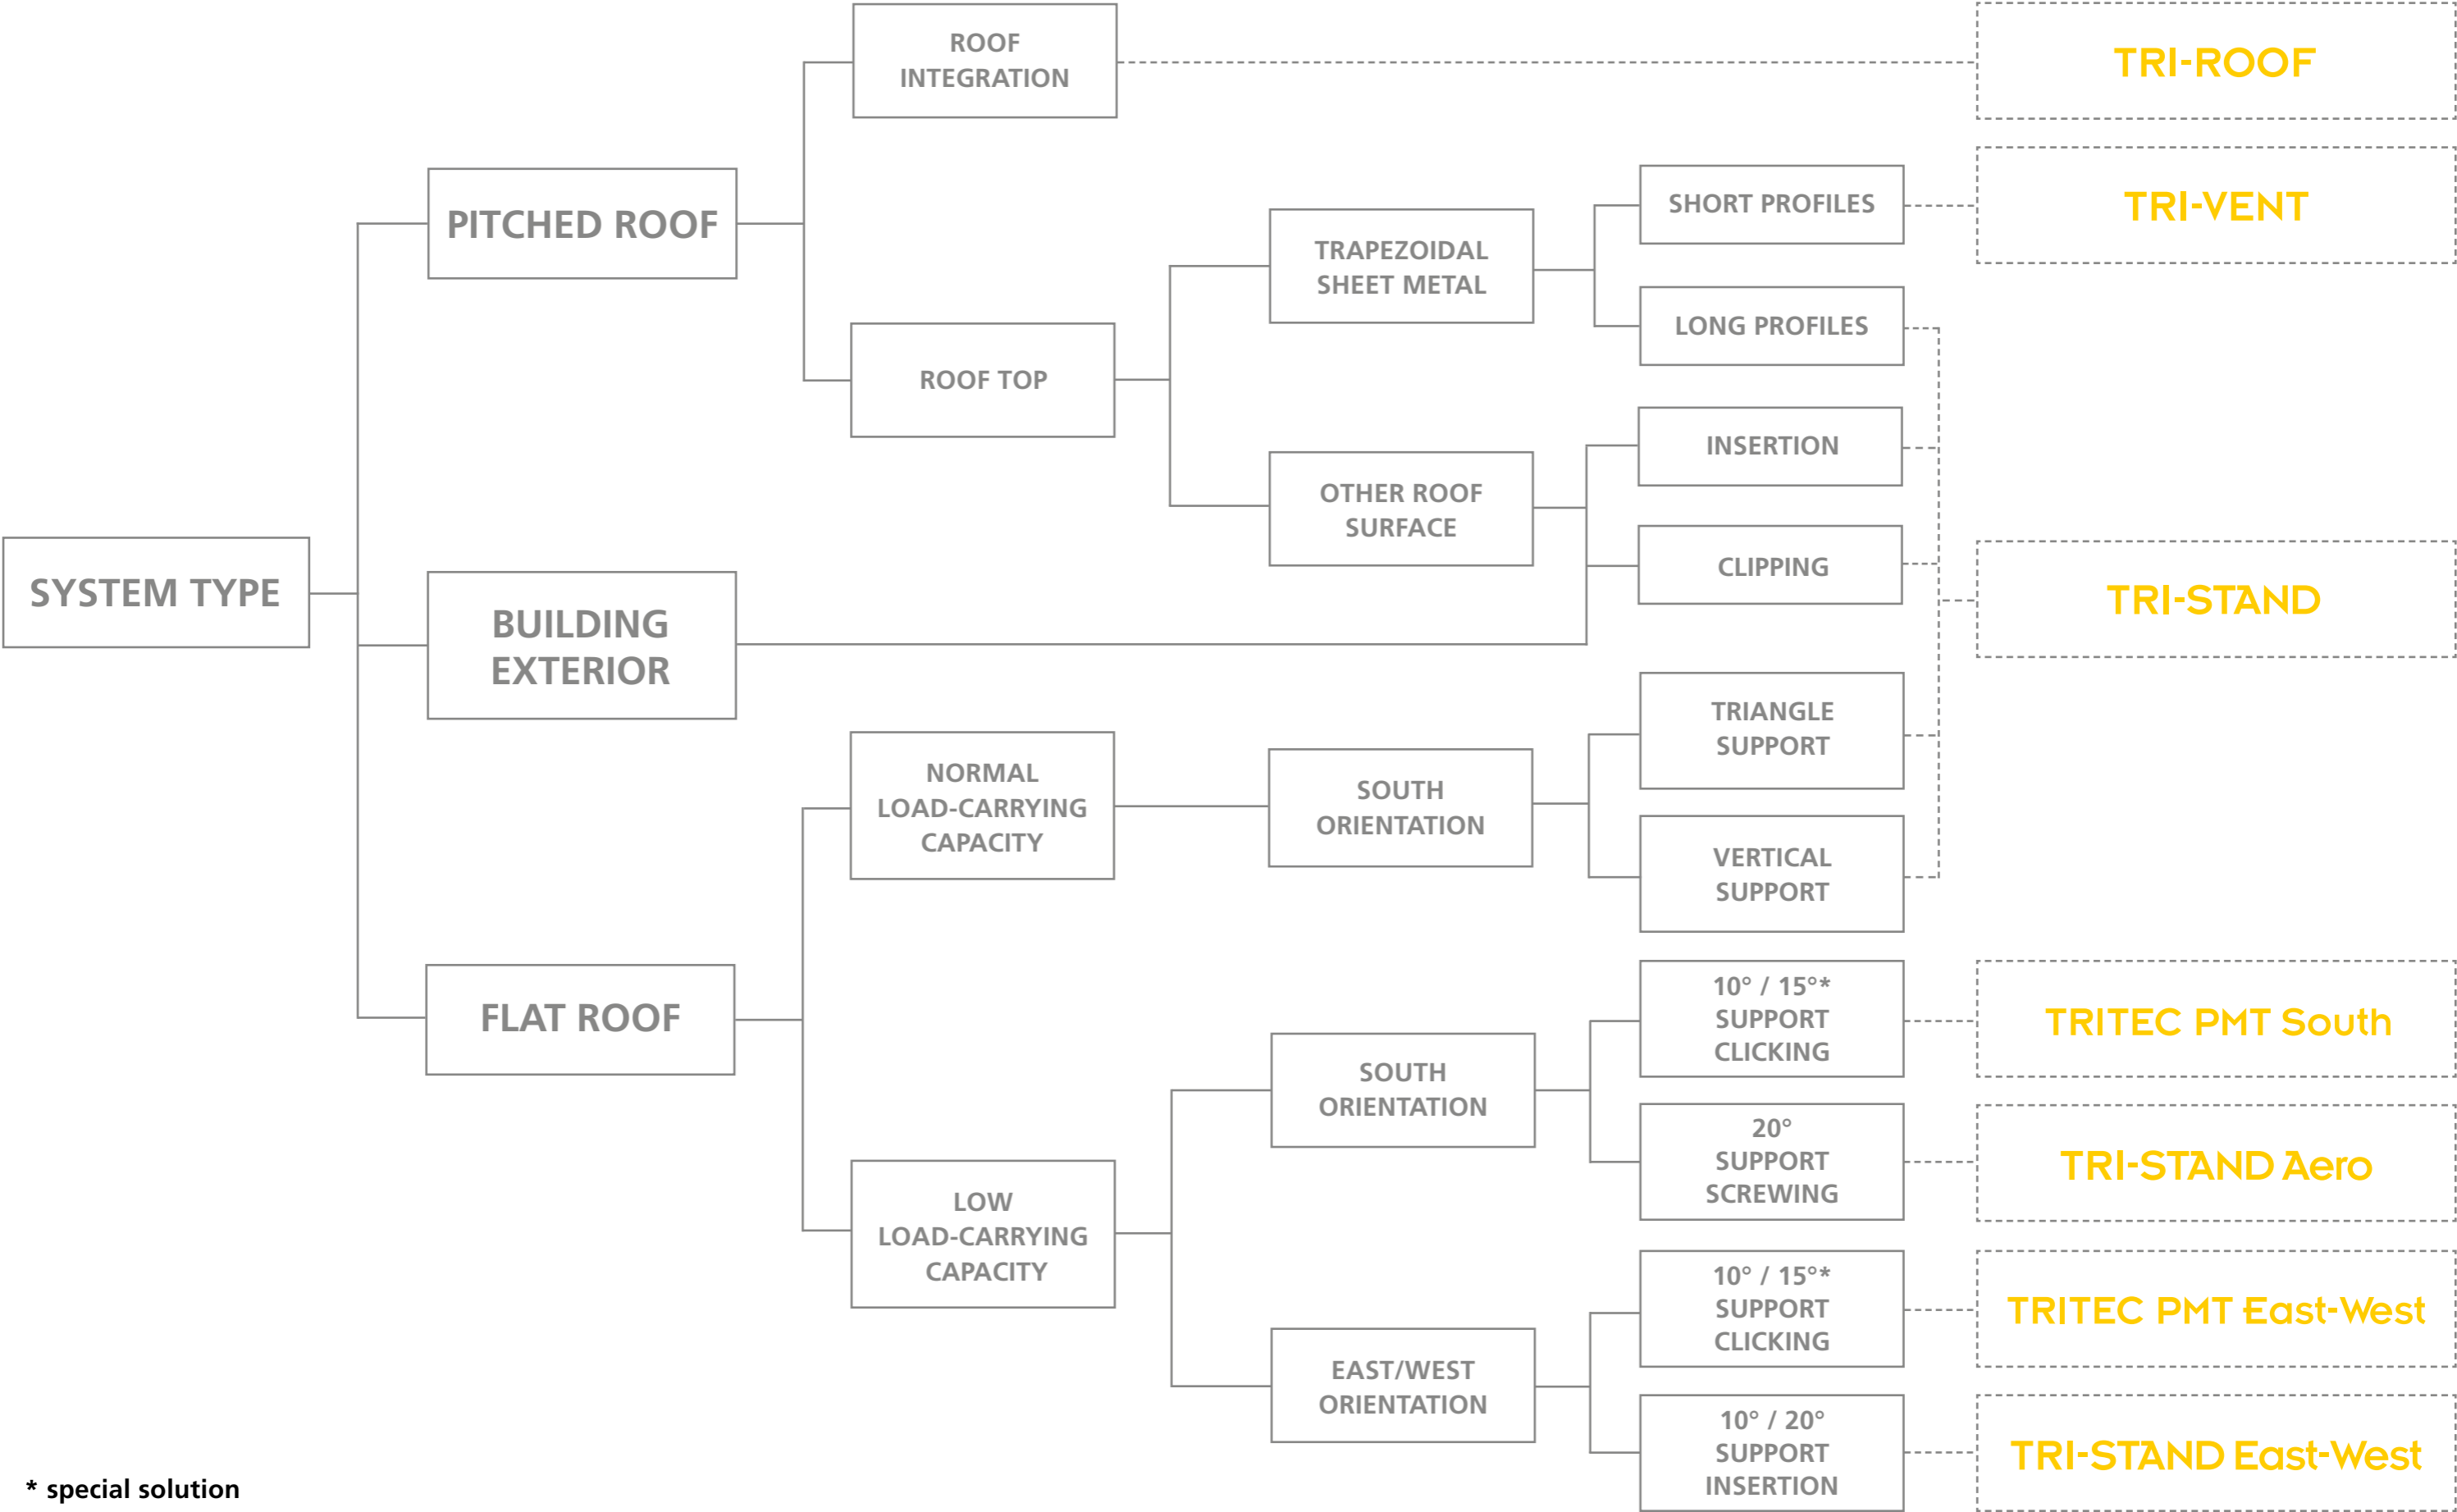 SYSTEM TYPE
PITCHED ROOF
BUILDING
EXTERIOR
FLAT ROOF
ROOF
INTEGRATION
ROOF TOP
NORMAL
LOAD-CARRYING
CAPACITY
LOW
LOAD-CARRYING
CAPACITY
TRAPEZOIDAL
SHEET METAL
OTHER ROOF
SURFACE
SOUTH
ORIENTATION
SOUTH
ORIENTATION
EAST/WEST
ORIENTATION
SHORT PROFILES
LONG PROFILES
INSERTION
CLIPPING
TRIANGLE
SUPPORT
VERTICAL
SUPPORT
10° / 15°*
SUPPORT
CLICKING
20°
SUPPORT
SCREWING
10° / 15°*
SUPPORT
CLICKING
10° / 20°
SUPPORT
INSERTION
TRI-ROOF
TRI-VENT
TRI-STAND
TRITEC PMT South
TRI-STAND Aero
TRITEC PMT East-West
TRI-STAND East-West
* special solution